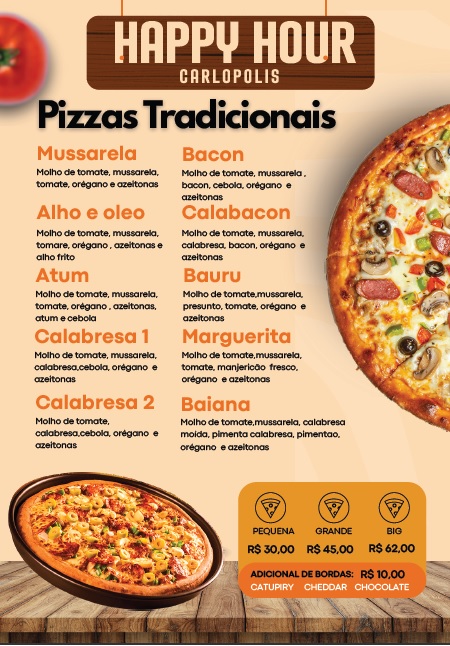 HAPPY HOUR
CARLOPOLIS
Pizzas Tradicionais
Mussarela
Molho de tomate, mussarela,
tomate, orégano e azeitonas
Bacon
Molho de tomate, mussarela ,
bacon, cebola, orégano e
azeitonas
Alho e oleo
Molho de tomate, mussarela,
tomare, orégano , azeitonas e
alho frito
Calabacon
Molho de tomate, mussarela,
calabresa, bacon, orégano e
azeitonas
Atum
Molho de tomate, mussarela,
tomate, orégano , azeitonas,
atum e cebola
Bauru
Molho de tomate,mussarela,
presunto, tomate, orégano e
azeitonas
Calabresa 1
Molho de tomate, mussarela,
calabresa,cebola, orégano e
azeitonas
Marguerita
Molho de tomate,mussarela,
tomate, manjericão fresco,
orégano e azeitonas
Calabresa 2
Molho de tomate,
calabresa,cebola, orégano e
azeitonas
Baiana
Molho de tomate,mussarela, calabresa
moida, pimenta calabresa, pimentao,
orégano e azeitonas
PEQUENA GRANDE BIG
R$ 30,00 R$ 45,00 R$ 62,00
ADICIONAL DE BORDAS: R$ 10,00
CATUPIRY CHEDDAR CHOCOLATE